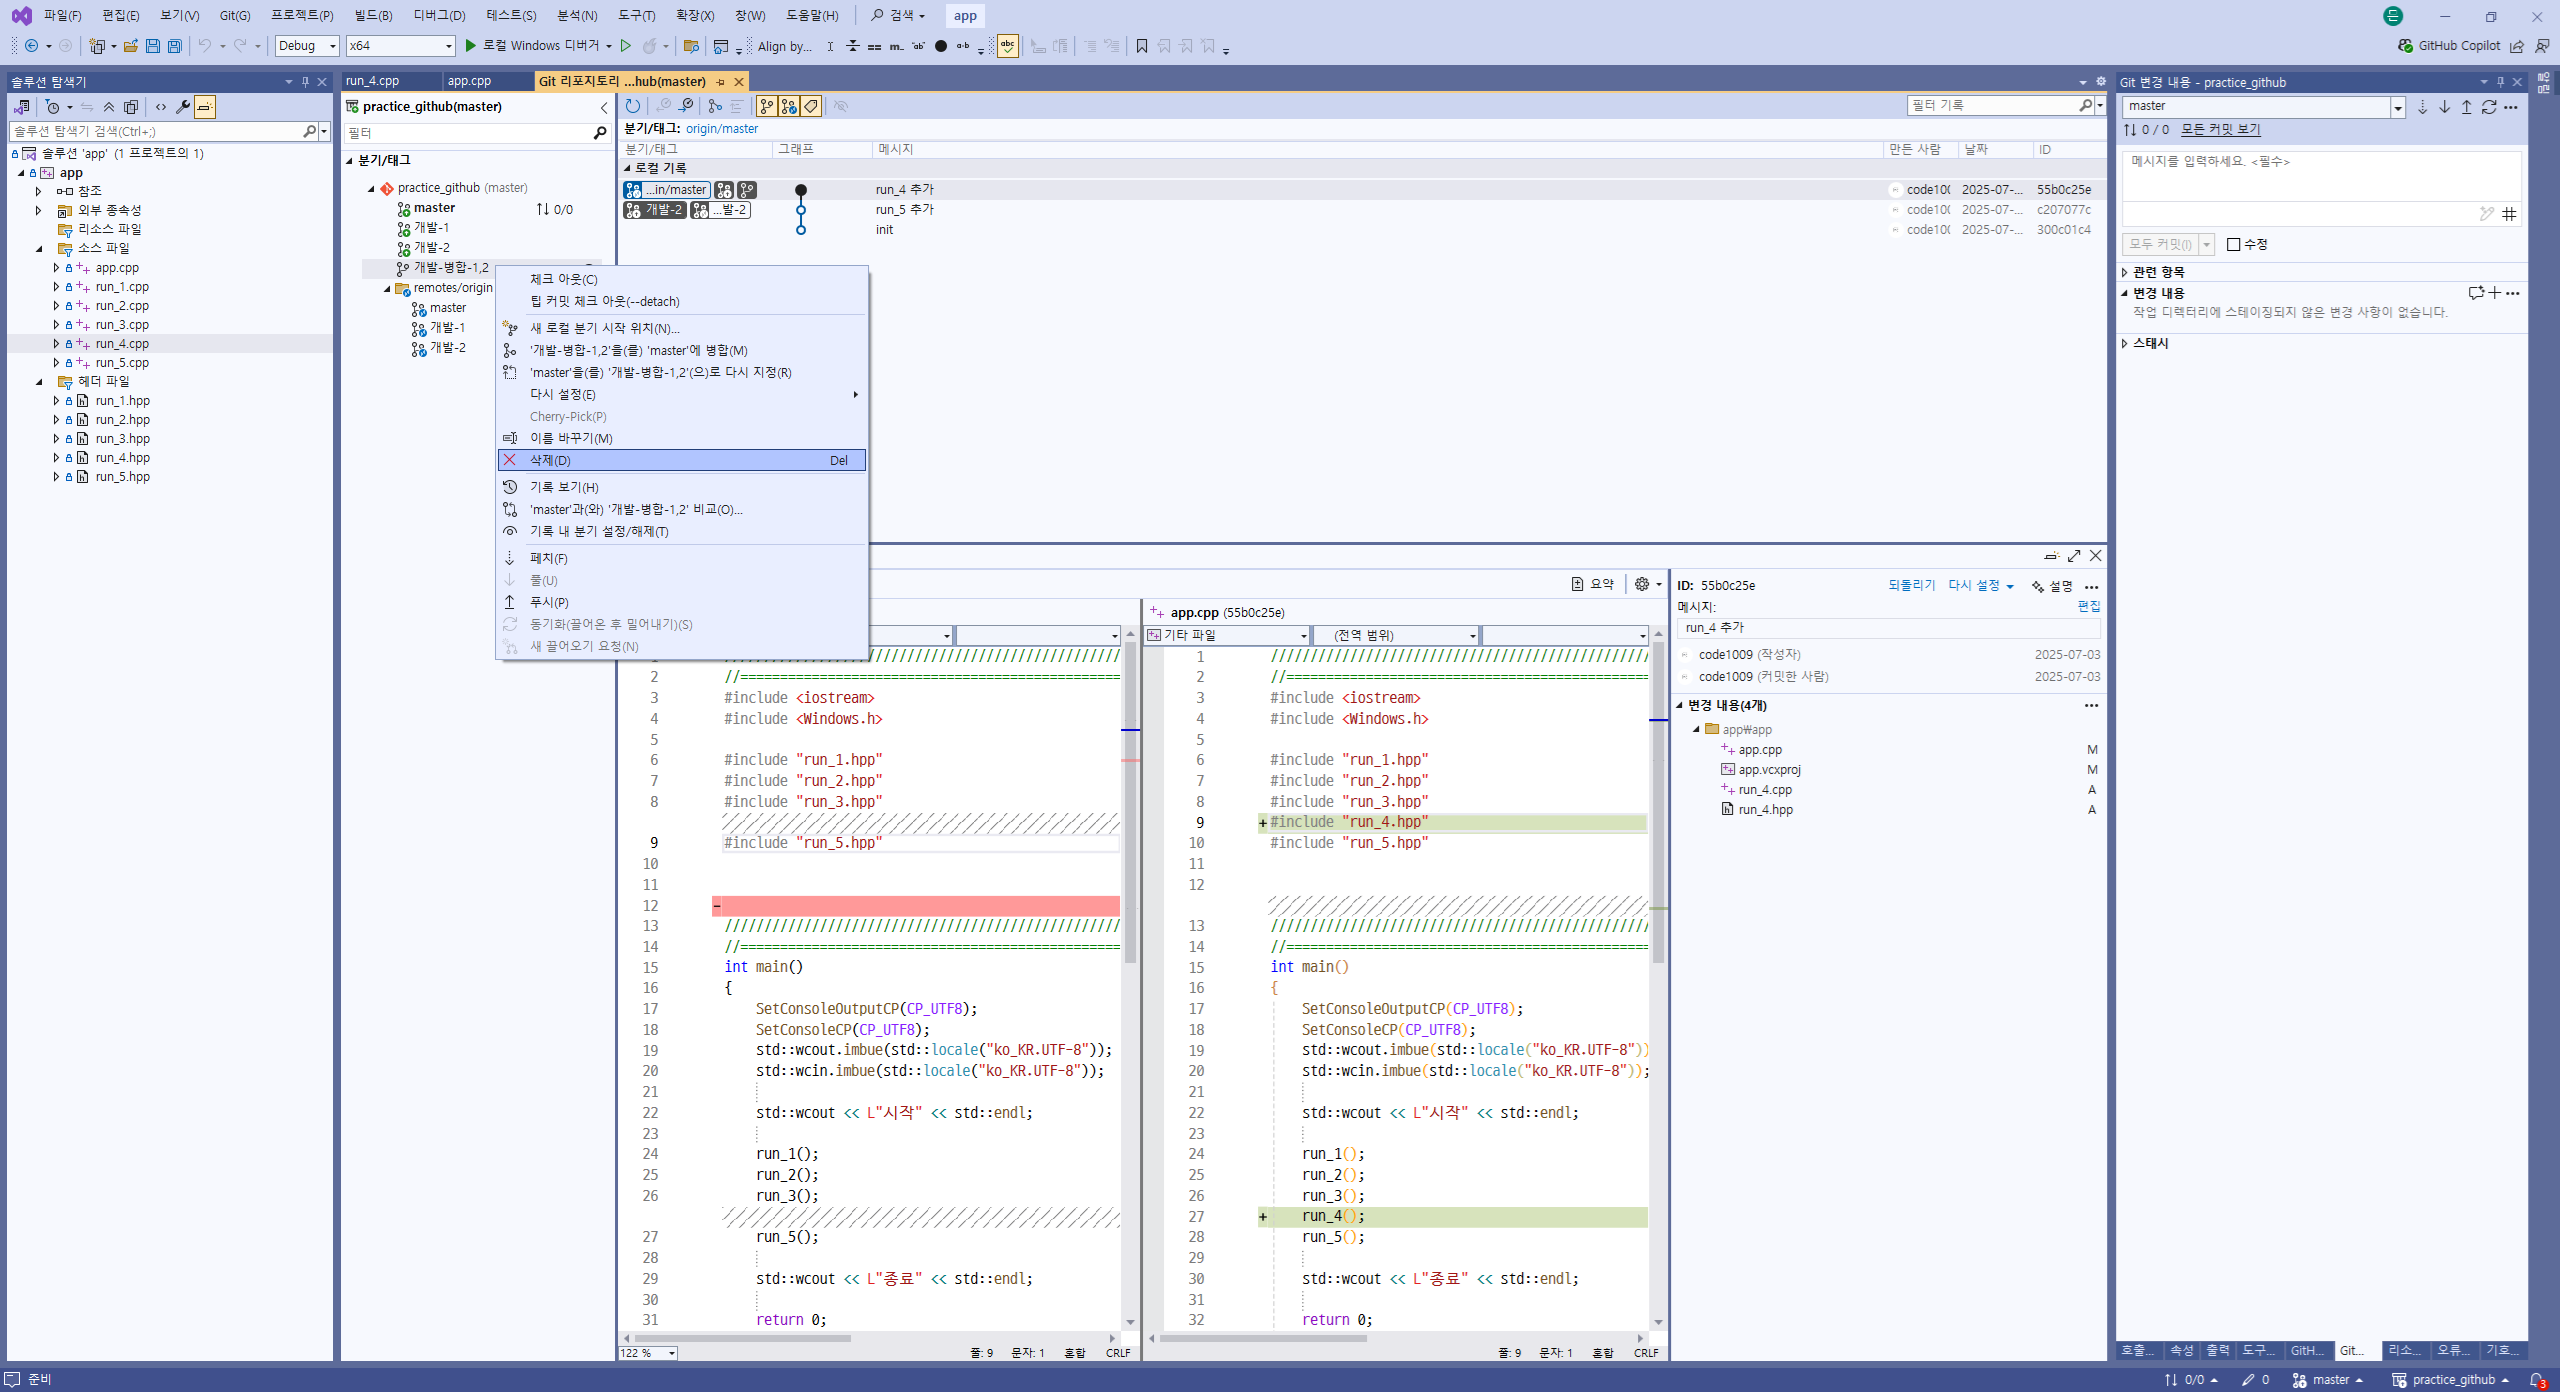 파일(F) 편집(E) 보기(V) Git(G) 프로젝트(P) 빌드(B) 디버그(D) 테스트(S) 분석(N) 도구(T) 확장(X) 창(W) 도움말(H) 검색 app 든
Debug x64 로컬 Windows 디버거 Align by... GitHub Copilot
솔루션 탐색기
솔루션 탐색기 검색(Ctrl+;)
솔루션 'app' (1 프로젝트의 1)
app
참조
외부 종속성
리소스 파일
소스 파일
app.cpp
run_1.cpp
run_2.cpp
run_3.cpp
run_4.cpp
run_5.cpp
헤더 파일
run_1.hpp
run_2.hpp
run_3.hpp
run_4.hpp
run_5.hpp
run_4.cpp app.cpp Git 리포지토리 ...hub(master)
practice_github(master)
필터
분기/태그
practice_github (master)
master 0/0
개발-1
개발-2
개발-병합-1,2
remotes/origin
master
개발-1
개발-2
필터 기록
분기/태그: origin/master
분기/태그 그래프 메시지 만든 사람 날짜 ID
로컬 기록
...in/master run_4 추가 code100 2025-07-... 55b0c25e
개발-2 ...발-2 run_5 추가 code100 2025-07-... c207077c
init code100 2025-07-... 300c01c4
체크 아웃(C)
팁 커밋 체크 아웃(--detach)
새 로컬 분기 시작 위치(N)...
'개발-병합-1,2'을(를) 'master'에 병합(M)
'master'을(를) '개발-병합-1,2'(으)로 다시 지정(R)
다시 설정(E)
Cherry-Pick(P)
이름 바꾸기(M)
삭제(D) Del
기록 보기(H)
'master'과(와) '개발-병합-1,2' 비교(O)...
기록 내 분기 설정/해제(T)
페치(F)
풀(U)
푸시(P)
동기화(끌어온 후 밀어내기)(S)
새 끌어오기 요청(N)
요약
1 ////////////////////////////////////////////////
2 //================================================
3 #include <iostream>
4 #include <Windows.h>
5
6 #include "run_1.hpp"
7 #include "run_2.hpp"
8 #include "run_3.hpp"
9 #include "run_5.hpp"
10
11
12 -
13 //////////////////////////////////////////////////
14 //================================================
15 int main()
16 {
17 SetConsoleOutputCP(CP_UTF8);
18 SetConsoleCP(CP_UTF8);
19 std::wcout.imbue(std::locale("ko_KR.UTF-8"));
20 std::wcin.imbue(std::locale("ko_KR.UTF-8"));
21
22 std::wcout << L"시작" << std::endl;
23
24 run_1();
25 run_2();
26 run_3();
27 run_5();
28
29 std::wcout << L"종료" << std::endl;
30
31 return 0;
122 % 줄: 9 문자: 1 혼합 CRLF
app.cpp (55b0c25e)
기타 파일 (전역 범위)
1 ////////////////////////////////////////////////
2 //==============================================
3 #include <iostream>
4 #include <Windows.h>
5
6 #include "run_1.hpp"
7 #include "run_2.hpp"
8 #include "run_3.hpp"
9 +#include "run_4.hpp"
10 #include "run_5.hpp"
11
12
13 ////////////////////////////////////////////////
14 //==============================================
15 int main()
16 {
17 SetConsoleOutputCP(CP_UTF8);
18 SetConsoleCP(CP_UTF8);
19 std::wcout.imbue(std::locale("ko_KR.UTF-8"))
20 std::wcin.imbue(std::locale("ko_KR.UTF-8"));
21
22 std::wcout << L"시작" << std::endl;
23
24 run_1();
25 run_2();
26 run_3();
27 + run_4();
28 run_5();
29
30 std::wcout << L"종료" << std::endl;
31
32 return 0;
줄: 9 문자: 1 혼합 CRLF
ID: 55b0c25e 되돌리기 다시 설정 설명
메시지: 편집
run_4 추가
code1009 (작성자) 2025-07-03
code1009 (커밋한 사람) 2025-07-03
변경 내용(4개)
app₩app
app.cpp M
app.vcxproj M
run_4.cpp A
run_4.hpp A
Git 변경 내용 - practice_github
master
0 / 0 모든 커밋 보기
메시지를 입력하세요. <필수>
모두 커밋(I) 수정
관련 항목
변경 내용
작업 디렉터리에 스테이징되지 않은 변경 사항이 없습니다.
스태시
호출... 속성 출력 도구... GitH... Git... 리소... 오류... 기호...
준비 0/0 0 master practice_github 3